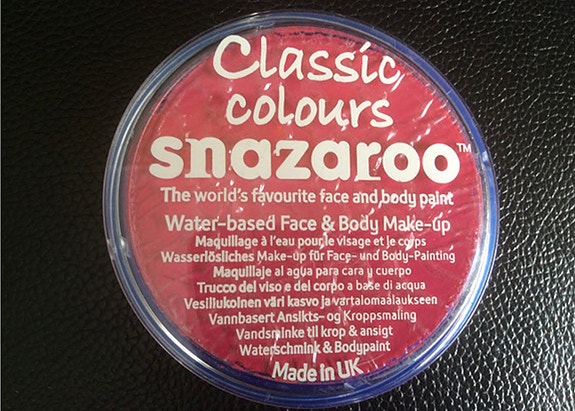 Classic
colours
snazaroo™
The world's favourite face and body paint
Water-based Face & Body Make-up
Maquillage à l'eau pour le visage et le corps
Wasserlösliches Make-up für Face- und Body-Painting
Maquillaje al agua para cara y cuerpo
Trucco del viso e del corpo a base di acqua
Vesiliukoinen väri kasvo ja vartalomaalaukseen
Vannbasert Ansikts- og Kroppsmaling
Vandsminke til krop & ansigt
Waterschmink & Bodypaint
Made in UK